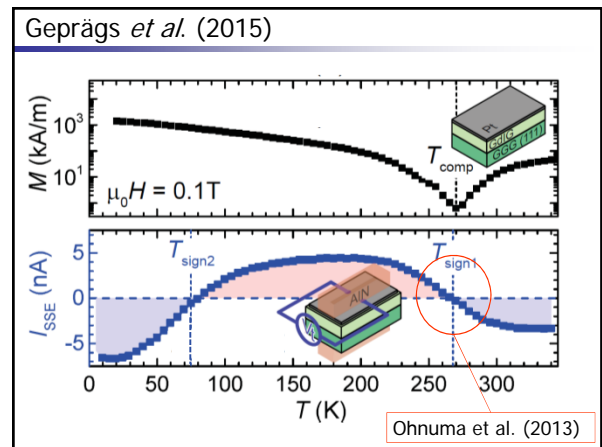 Geprägs et al. (2015)
M (kA/m)
10³
10¹
μ₀H = 0.1T
T_comp
Pt
GdIG
GGG (111)
I_SSE (nA)
5
0
-5
T_sign2
T_sign1
AlN
V
0 50 100 150 200 250 300
T (K)
Ohnuma et al. (2013)